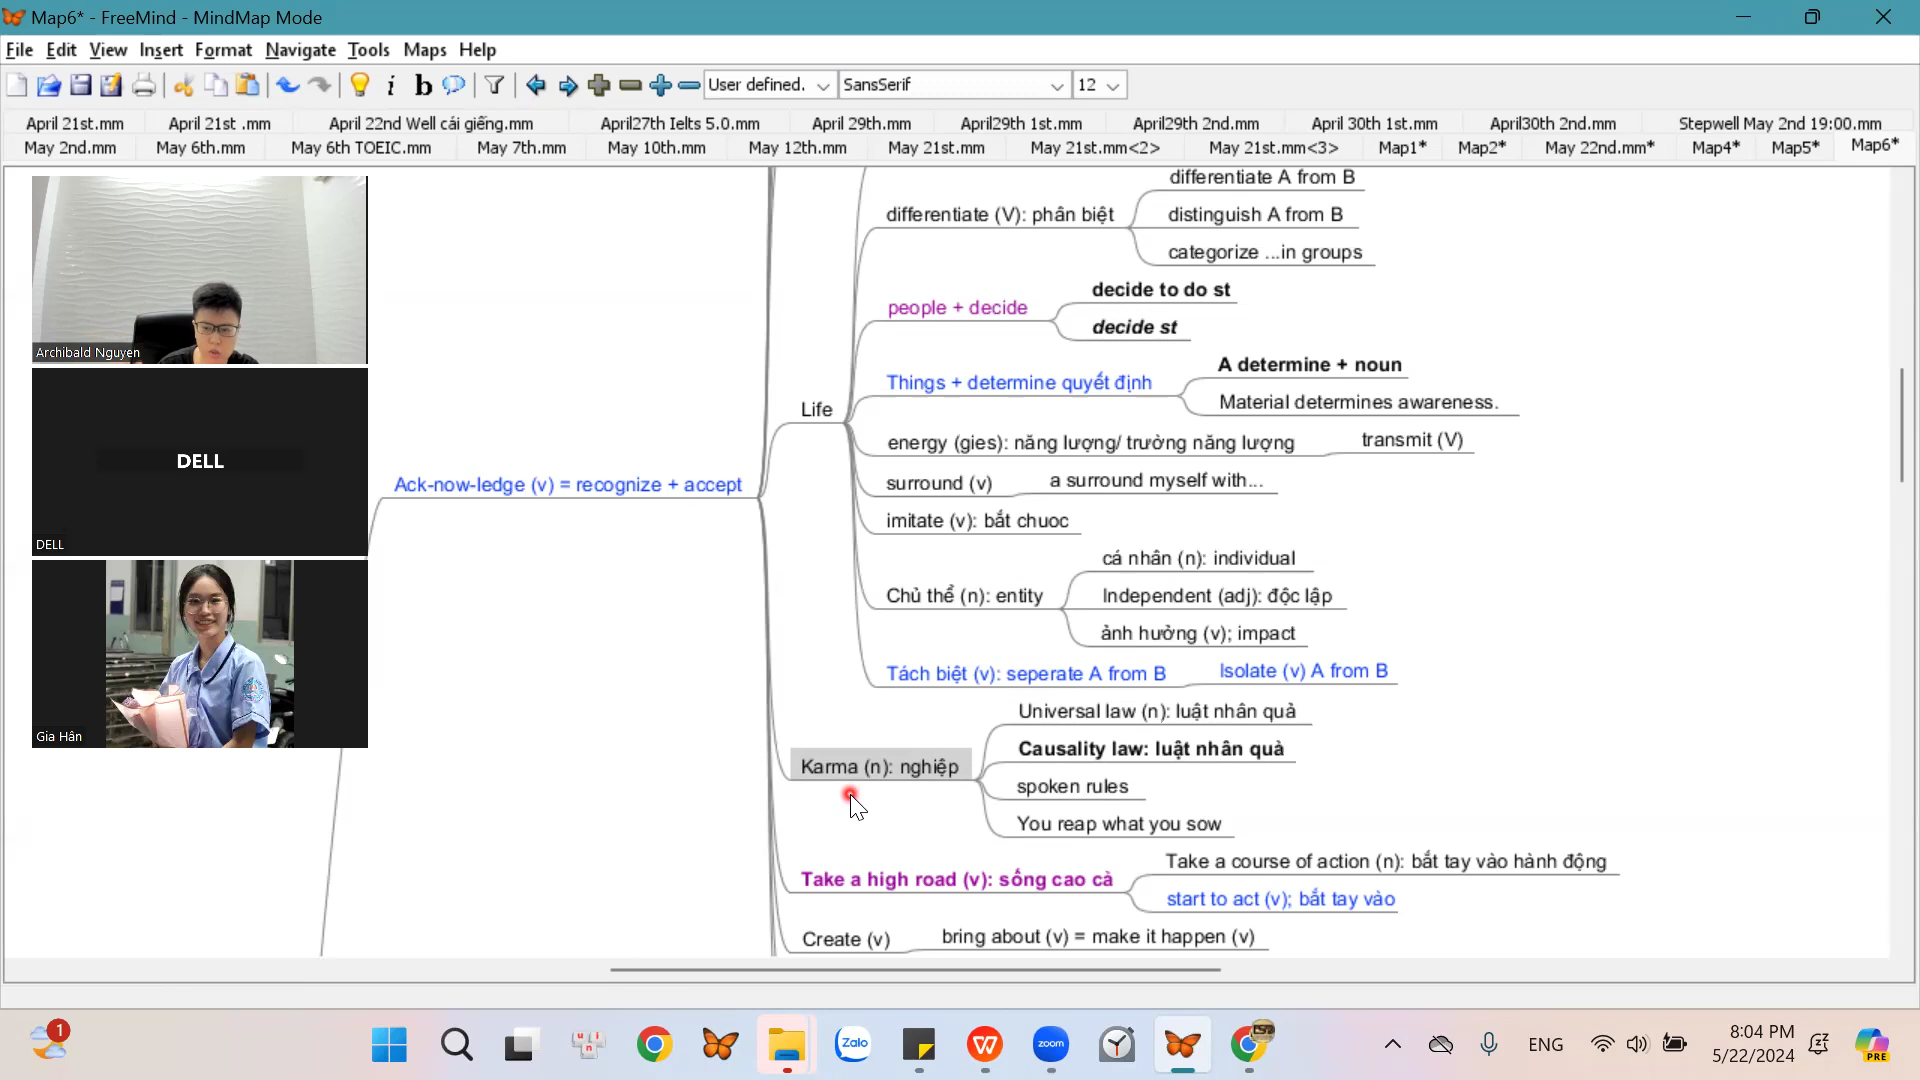 Map6* - FreeMind - MindMap Mode
File Edit View Insert Format Navigate Tools Maps Help
User defined. SansSerif 12
April 21st.mm April 21st .mm April 22nd Well cái giếng.mm April27th Ielts 5.0.mm April 29th.mm April29th 1st.mm April29th 2nd.mm April 30th 1st.mm April30th 2nd.mm Stepwell May 2nd 19:00.mm
May 2nd.mm May 6th.mm May 6th TOEIC.mm May 7th.mm May 10th.mm May 12th.mm May 21st.mm May 21st.mm<2> May 21st.mm<3> Map1* Map2* May 22nd.mm* Map4* Map5* Map6*
Archibald Nguyen
DELL
DELL
Gia Hân
Ack-now-ledge (v) = recognize + accept
Life
differentiate (V): phân biệt
differentiate A from B
distinguish A from B
categorize ...in groups
people + decide
decide to do st
decide st
Things + determine quyết định
A determine + noun
Material determines awareness.
energy (gies): năng lượng/ trường năng lượng
transmit (V)
surround (v)
a surround myself with...
imitate (v): bắt chuoc
Chủ thể (n): entity
cá nhân (n): individual
Independent (adj): độc lập
ảnh hưởng (v); impact
Tách biệt (v): seperate A from B
Isolate (v) A from B
Karma (n): nghiệp
Universal law (n): luật nhân quả
Causality law: luật nhân quả
spoken rules
You reap what you sow
Take a high road (v): sống cao cả
Take a course of action (n): bắt tay vào hành động
start to act (v); bắt tay vào
Create (v)
bring about (v) = make it happen (v)
1
Zalo
zoom
ENG
8:04 PM
5/22/2024
PRE